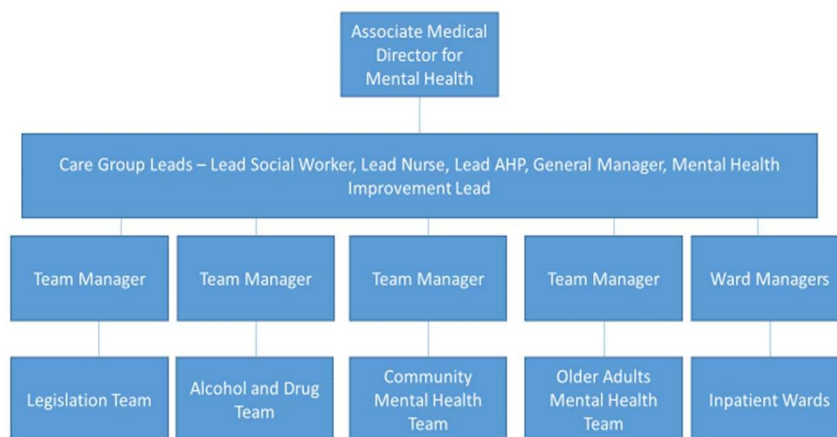 Associate Medical
Director for
Mental Health
Care Group Leads – Lead Social Worker, Lead Nurse, Lead AHP, General Manager, Mental Health
Improvement Lead
Team Manager
Team Manager
Team Manager
Team Manager
Ward Managers
Legislation Team
Alcohol and Drug
Team
Community
Mental Health
Team
Older Adults
Mental Health
Team
Inpatient Wards